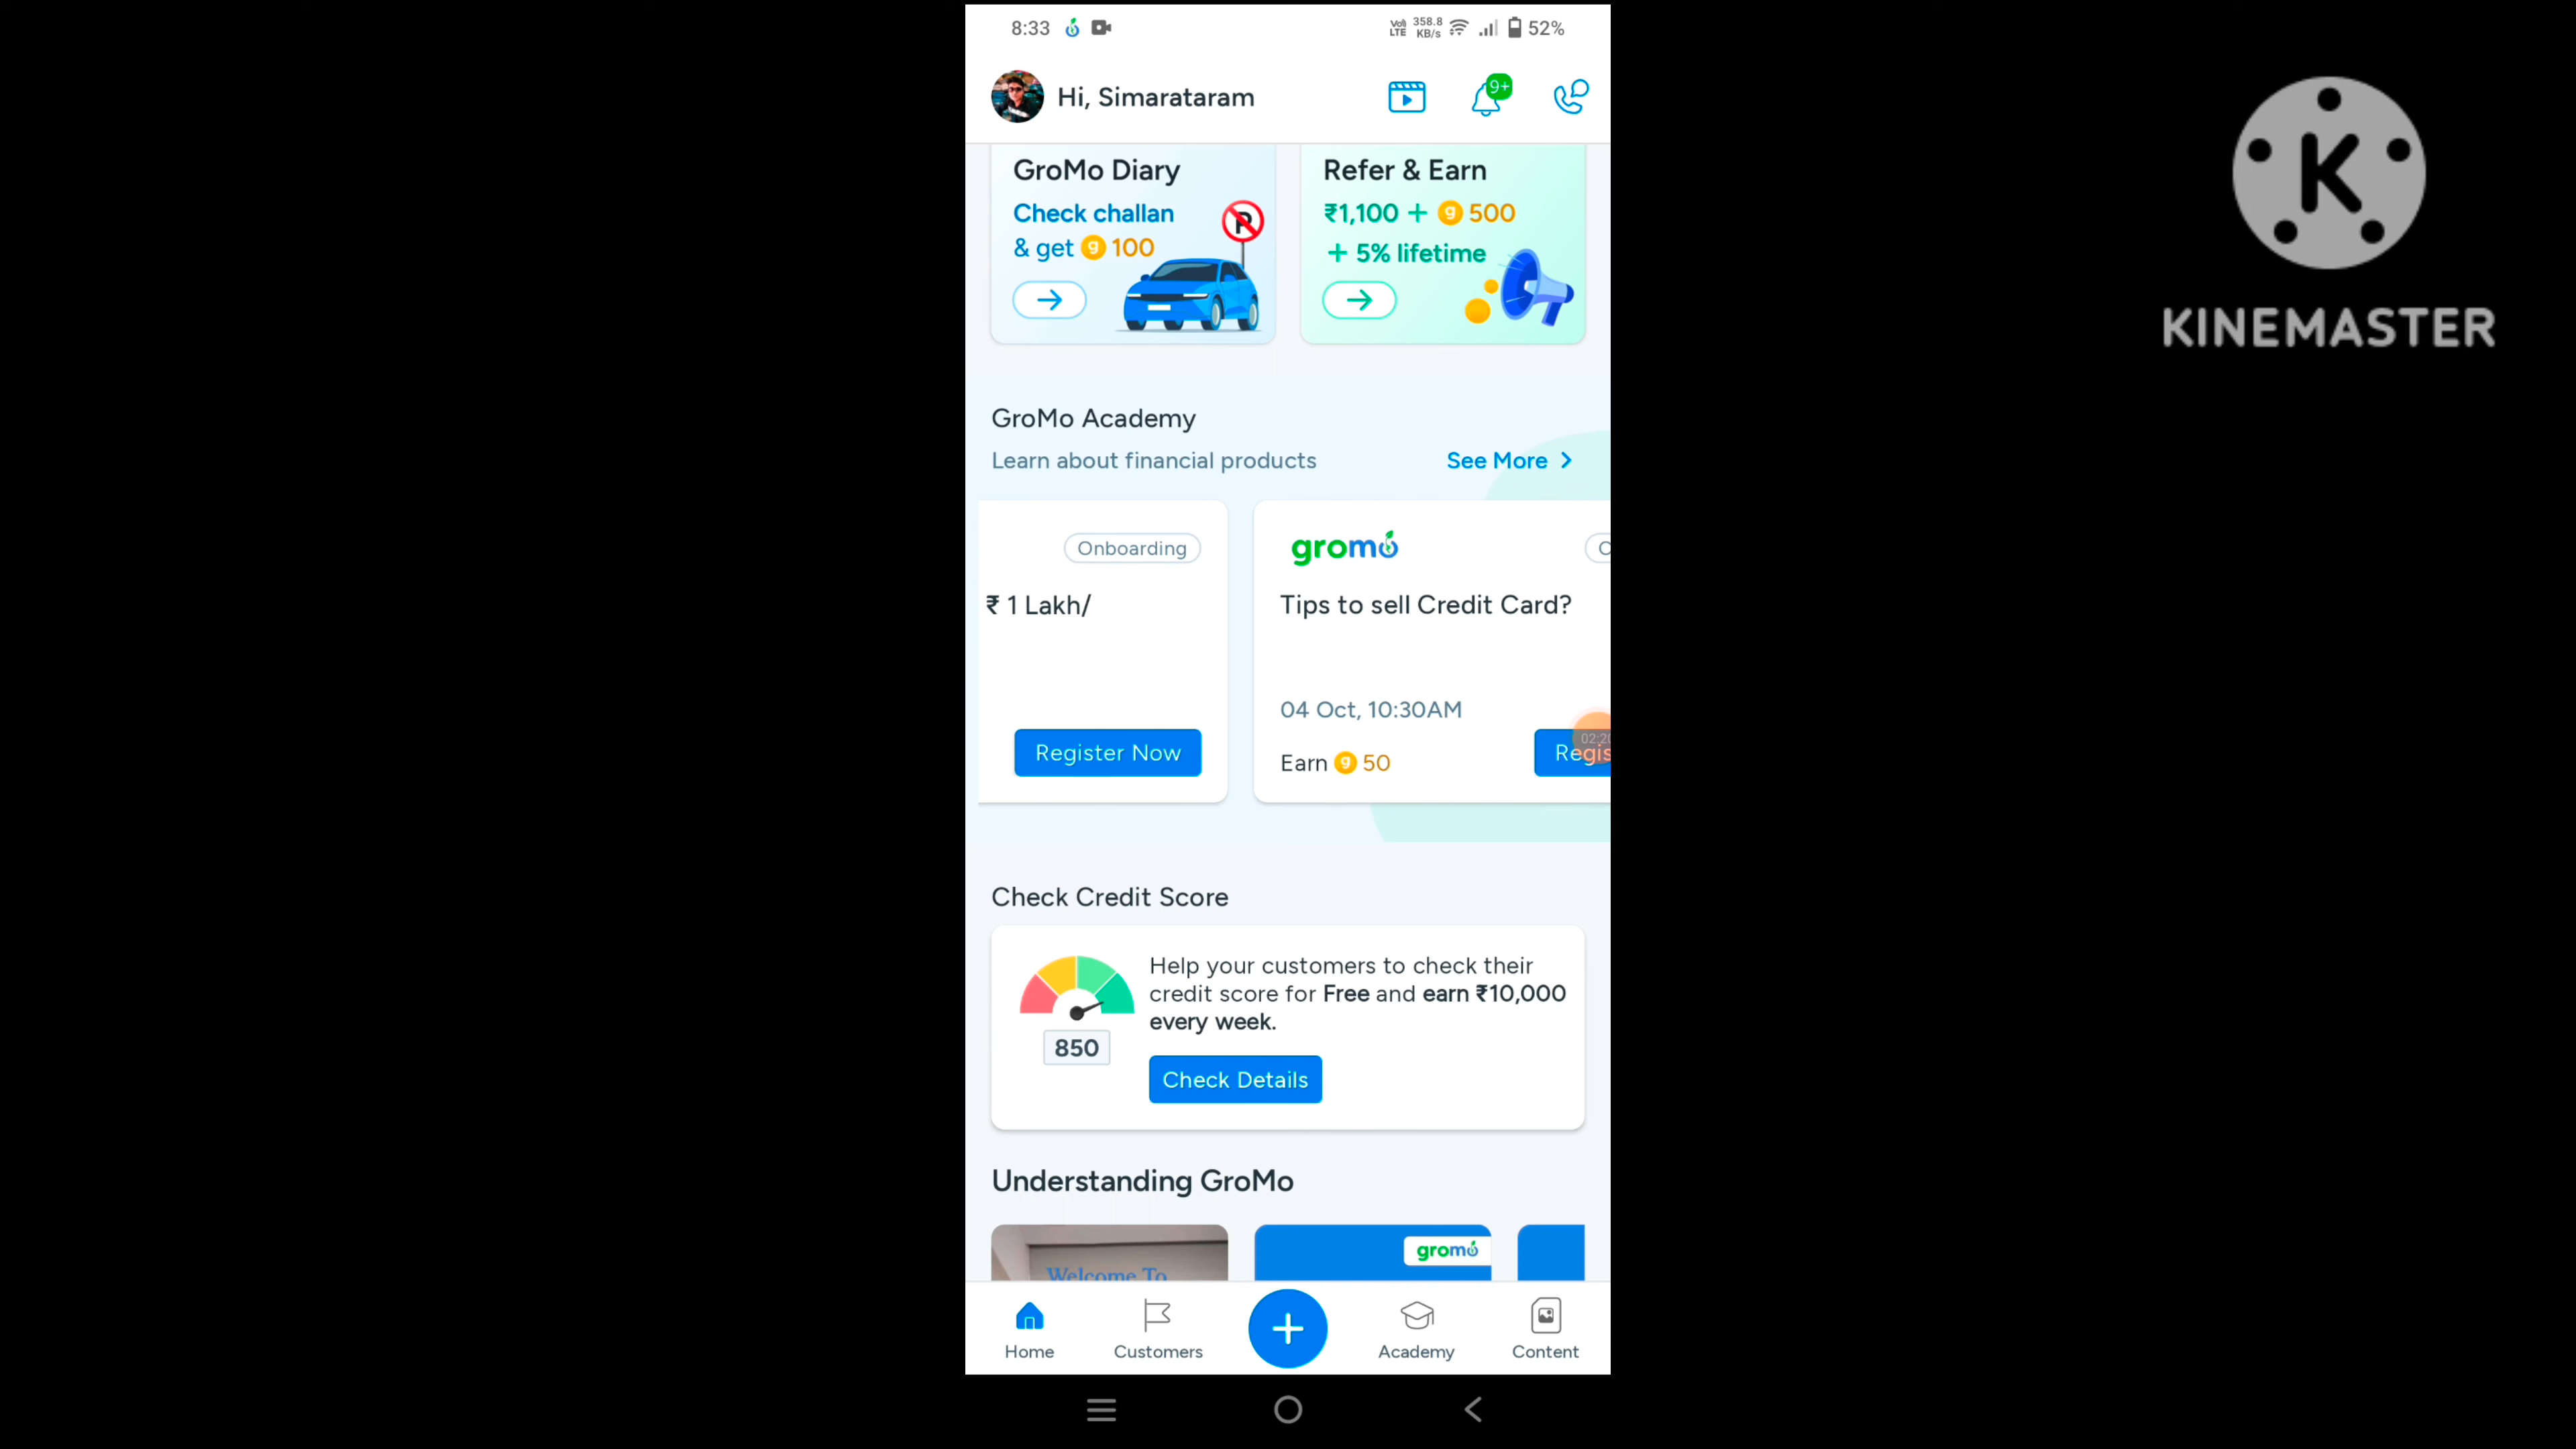 8:33
Vol LTE
358.8 KB/s
52%
Hi, Simarataram
9+
GroMo Diary
Check challan
& get g 100
P
Refer & Earn
₹1,100 + g 500
+ 5% lifetime
GroMo Academy
Learn about financial products
See More
Onboarding
₹ 1 Lakh/
Register Now
gromo
Tips to sell Credit Card?
04 Oct, 10:30AM
Earn g 50
Regis
Check Credit Score
Help your customers to check their
credit score for Free and earn ₹10,000
every week.
850
Check Details
Understanding GroMo
Welcome To
gromo
Home
Customers
Academy
Content
K
KINEMASTER